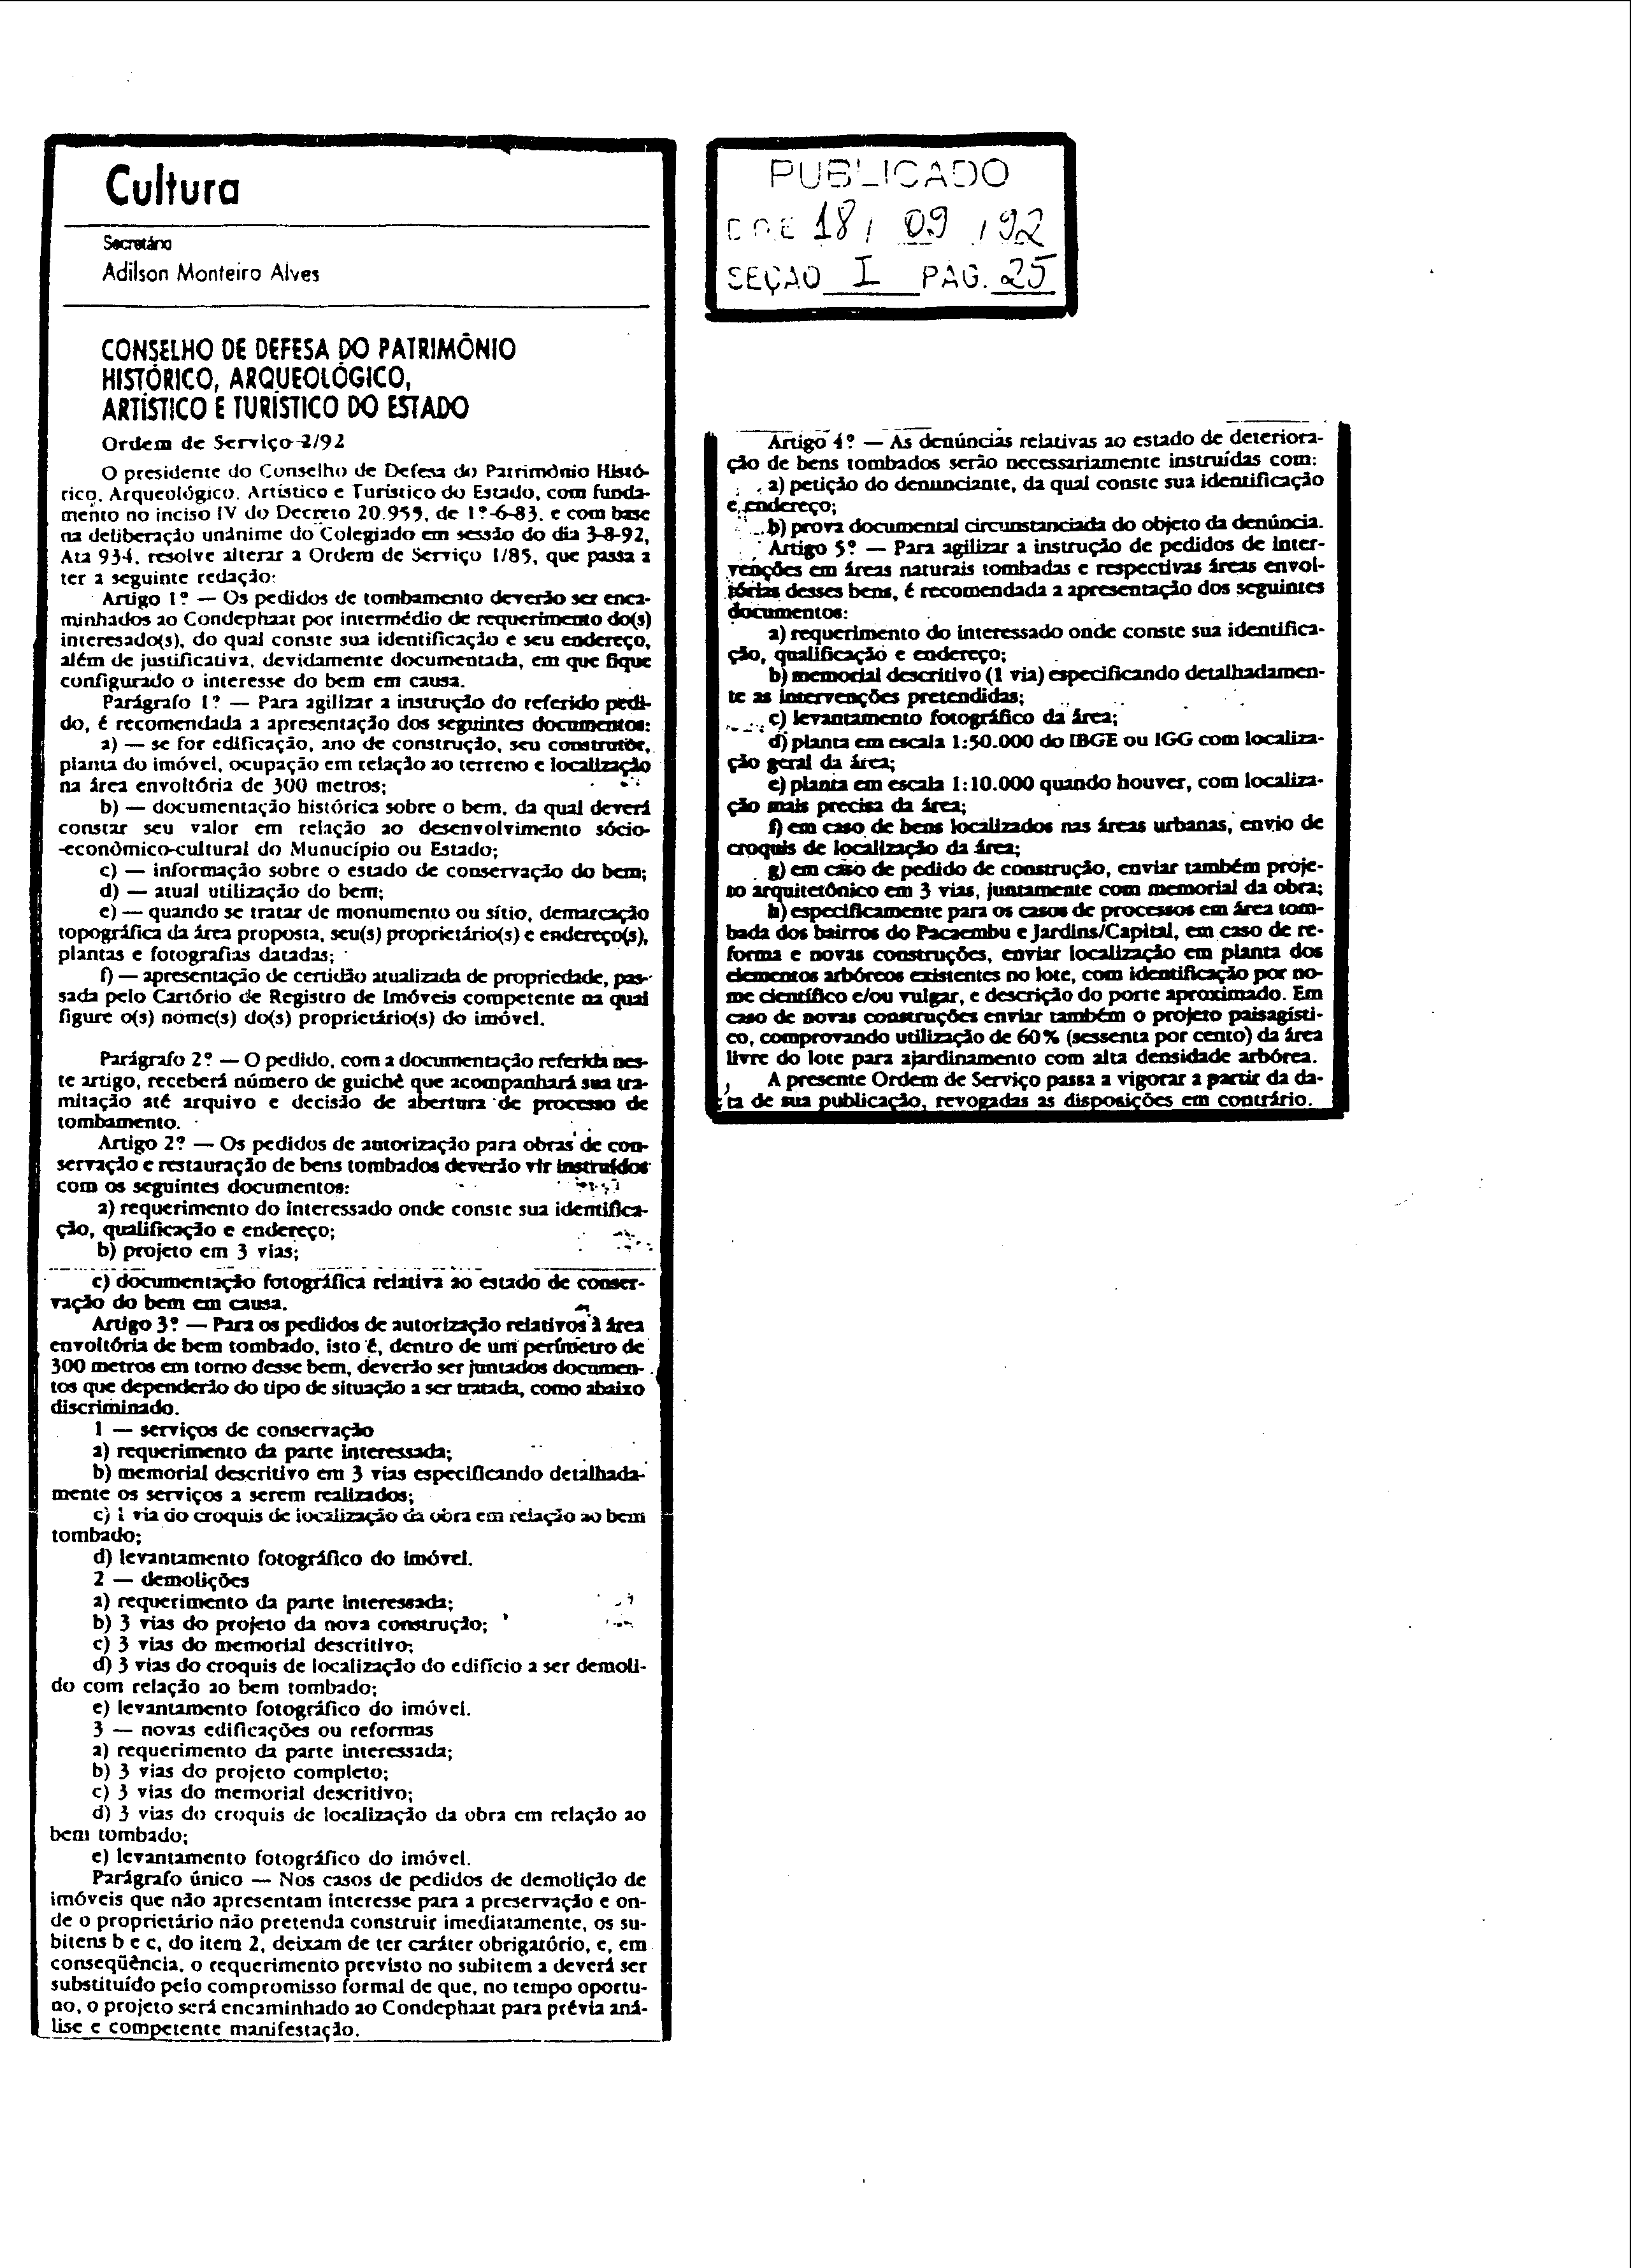 Cultura
Secretário
Adilson Monteiro Alves
CONSELHO DE DEFESA DO PATRIMÔNIO
HISTÓRICO, ARQUEOLÓGICO,
ARTÍSTICO E TURÍSTICO DO ESTADO
Ordem de Serviço 2/92
O presidente do Conselho de Defesa do Patrimônio Histó-
rico, Arqueológico, Artístico e Turístico do Estado, com funda-
mento no inciso IV do Decreto 20.955, de 1º-6-83, e com base
na deliberação unânime do Colegiado em sessão do dia 3-8-92,
Ata 934, resolve alterar a Ordem de Serviço 1/85, que passa a
ter a seguinte redação:
Artigo 1º — Os pedidos de tombamento deverão ser enca-
minhados ao Condephaat por intermédio de requerimento do(s)
interesado(s), do qual conste sua identificação e seu endereço,
além de justificativa, devidamente documentada, em que fique
configurado o interesse do bem em causa.
Parágrafo 1º — Para agilizar a instrução do referido pedi-
do, é recomendada a apresentação dos seguintes documentos:
a) — se for edificação, ano de construção, seu construtor,
planta do imóvel, ocupação em relação ao terreno e localização
na área envoltória de 300 metros;
b) — documentação histórica sobre o bem, da qual deverá
constar seu valor em relação ao desenvolvimento sócio-
-econômico-cultural do Munucípio ou Estado;
c) — informação sobre o estado de conservação do bem;
d) — atual utilização do bem;
e) — quando se tratar de monumento ou sítio, demarcação
topográfica da área proposta, seu(s) proprietário(s) e endereço(s),
plantas e fotografias datadas;
f) — apresentação de certidão atualizada de propriedade, pas-
sada pelo Cartório de Registro de Imóveis competente na qual
figure o(s) nome(s) do(s) proprietário(s) do imóvel.
Parágrafo 2º — O pedido, com a documentação referida nes-
te artigo, receberá número de guichê que acompanhará sua tra-
mitação até arquivo e decisão de abertura de processo de
tombamento.
Artigo 2º — Os pedidos de autorização para obras de con-
servação e restauração de bens tombados deverão vir instruídos
com os seguintes documentos:
a) requerimento do interessado onde conste sua identifica-
ção, qualificação e endereço;
b) projeto em 3 vias;
c) documentação fotográfica relativa ao estado de conser-
vação do bem em causa.
Artigo 3º — Para os pedidos de autorização relativos à área
envoltória de bem tombado, isto é, dentro de um perímetro de
300 metros em torno desse bem, deverão ser juntados documen-
tos que dependerão do tipo de situação a ser tratada, como abaixo
discriminado.
1 — serviços de conservação
a) requerimento da parte interessada;
b) memorial descritivo em 3 vias especificando detalhada-
mente os serviços a serem realizados;
c) 1 via do croquis de localização da obra em relação ao bem
tombado;
d) levantamento fotográfico do imóvel.
2 — demolições
a) requerimento da parte interessada;
b) 3 vias do projeto da nova construção;
c) 3 vias do memorial descritivo;
d) 3 vias do croquis de localização do edifício a ser demoli-
do com relação ao bem tombado;
e) levantamento fotográfico do imóvel.
3 — novas edificações ou reformas
a) requerimento da parte interessada;
b) 3 vias do projeto completo;
c) 3 vias do memorial descritivo;
d) 3 vias do croquis de localização da obra em relação ao
bem tombado;
e) levantamento fotográfico do imóvel.
Parágrafo único — Nos casos de pedidos de demolição de
imóveis que não apresentam interesse para a preservação e on-
de o proprietário não pretenda construir imediatamente, os su-
bitens b e c, do item 2, deixam de ter caráter obrigatório, e, em
conseqüência, o requerimento previsto no subitem a deverá ser
substituído pelo compromisso formal de que, no tempo oportu-
no, o projeto será encaminhado ao Condephaat para prévia aná-
lise e competente manifestação.
PUBLICADO
DOE 18/ 09 /92
SEÇÃO I PÁG. 25
Artigo 4º — As denúncias relativas ao estado de deteriora-
ção de bens tombados serão necessariamente instruídas com:
a) petição do denunciante, da qual conste sua identificação
e endereço;
b) prova documental circunstanciada do objeto da denúncia.
Artigo 5º — Para agilizar a instrução de pedidos de inter-
venções em áreas naturais tombadas e respectivas áreas envol-
tórias desses bens, é recomendada a apresentação dos seguintes
documentos:
a) requerimento do interessado onde conste sua identifica-
ção, qualificação e endereço;
b) memorial descritivo (1 via) especificando detalhadamen-
te as intervenções pretendidas;
c) levantamento fotográfico da área;
d) planta em escala 1:50.000 do IBGE ou IGG com localiza-
ção geral da área;
e) planta em escala 1:10.000 quando houver, com localiza-
ção mais precisa da área;
f) em caso de bens localizados nas áreas urbanas, envio de
croquis de localização da área;
g) em caso de pedido de construção, enviar também proje-
to arquitetônico em 3 vias, juntamente com memorial da obra;
h) especificamente para os casos de processos em área tom-
bada dos bairros do Pacaembu e Jardins/Capital, em caso de re-
forma e novas construções, enviar localização em planta dos
elementos arbóreos existentes no lote, com identificação por no-
me científico e/ou vulgar, e descrição do porte aproximado. Em
caso de novas construções enviar também o projeto paisagísti-
co, comprovando utilização de 60% (sessenta por cento) da área
livre do lote para ajardinamento com alta densidade arbórea.
A presente Ordem de Serviço passa a vigorar a partir da da-
ta de sua publicação, revogadas as disposições em contrário.